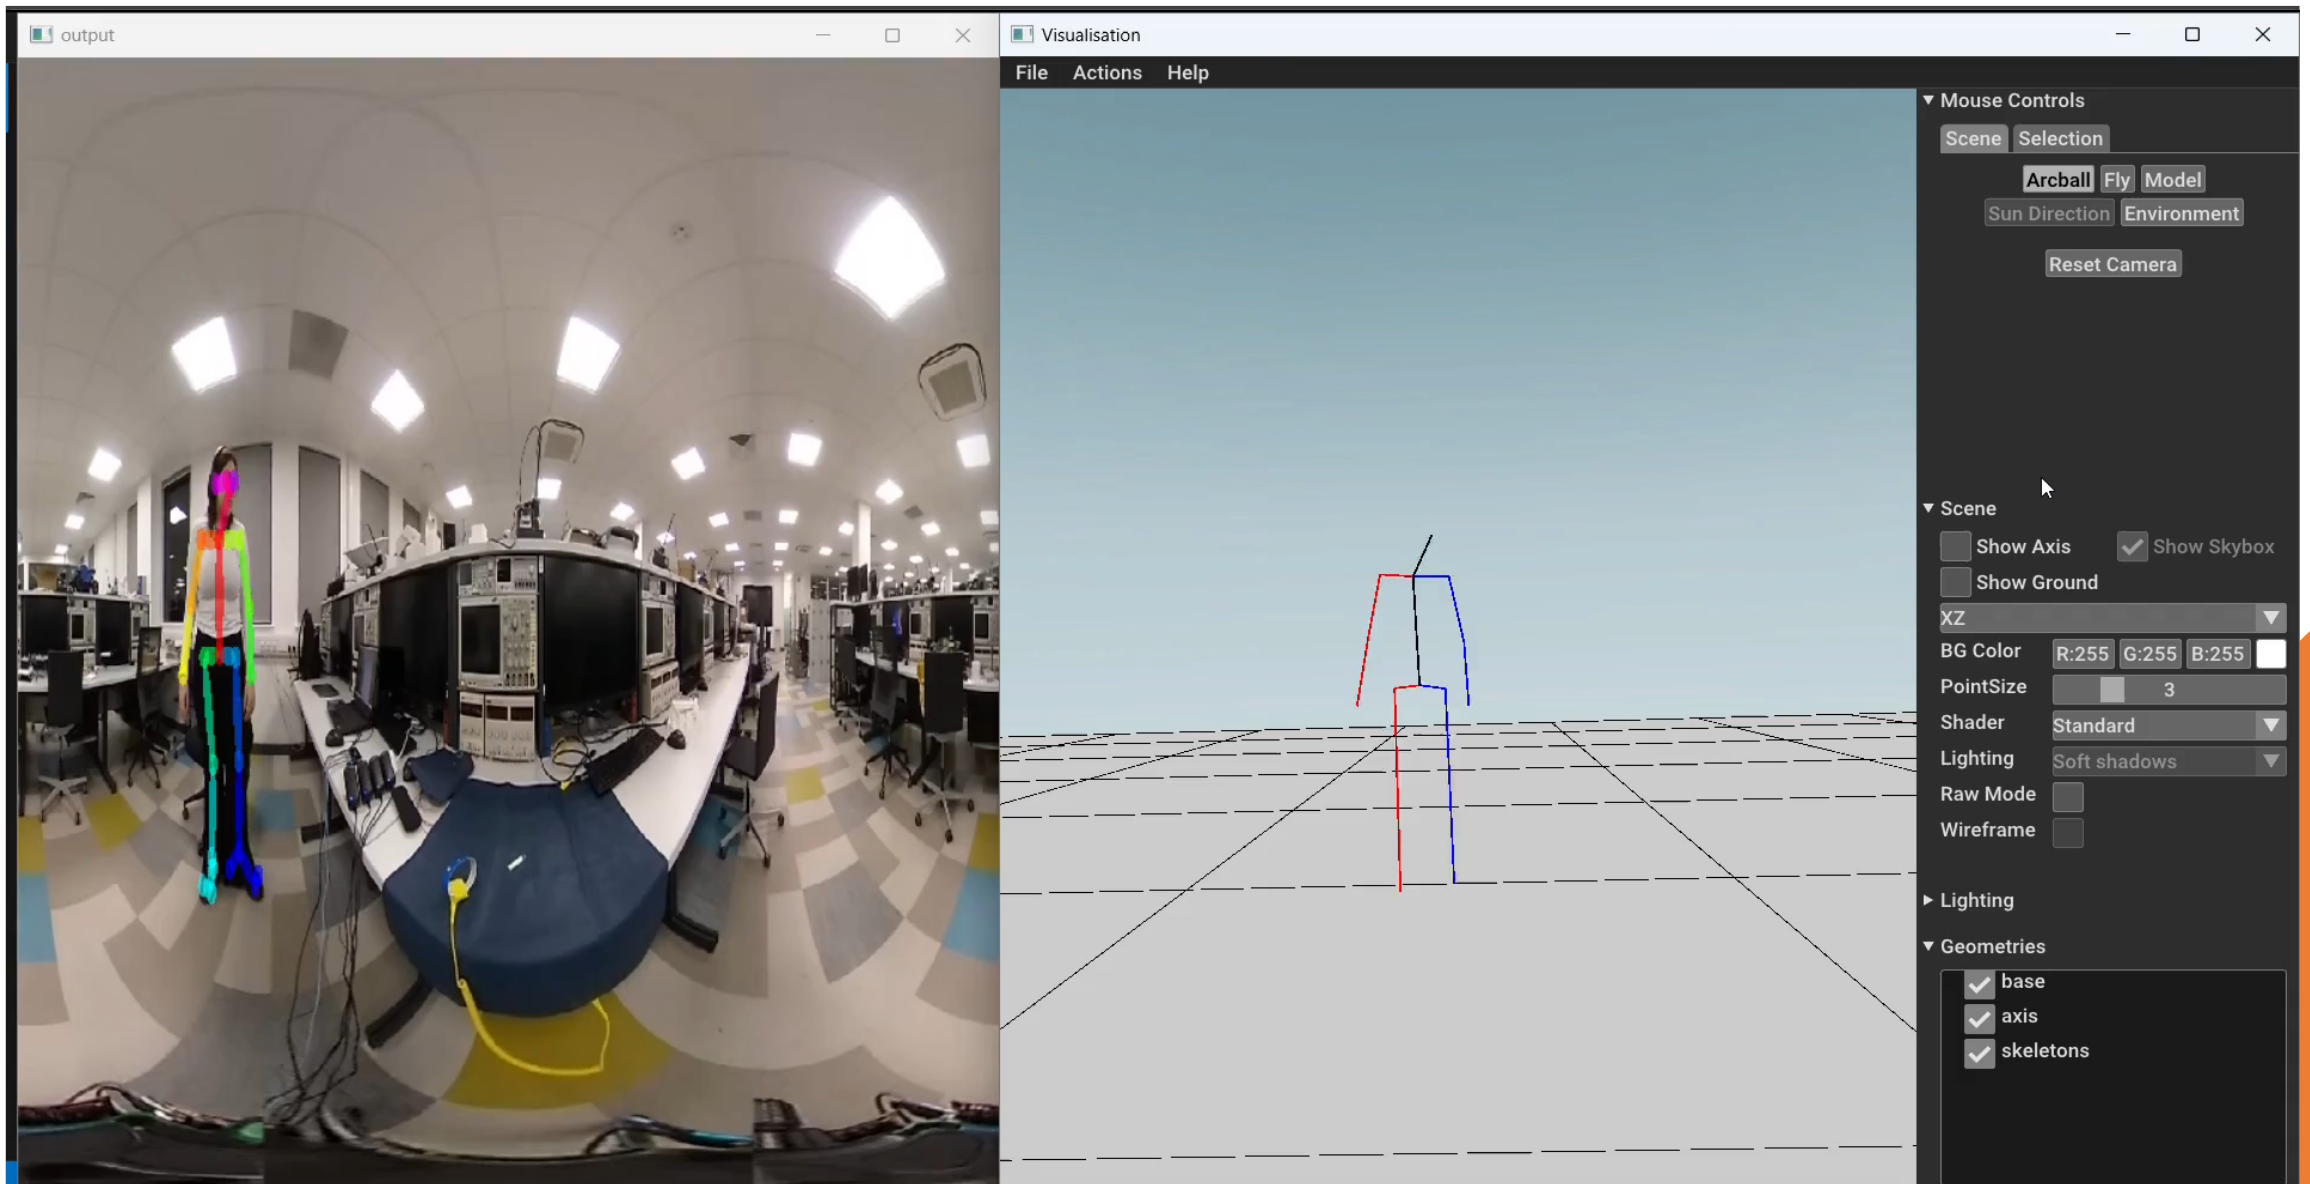 output
Visualisation
File Actions Help
Mouse Controls
Scene Selection
Arcball Fly Model
Sun Direction Environment
Reset Camera
Scene
Show Axis Show Skybox
Show Ground
XZ
BG Color R:255 G:255 B:255
PointSize 3
Shader Standard
Lighting Soft shadows
Raw Mode
Wireframe
Lighting
Geometries
base
axis
skeletons